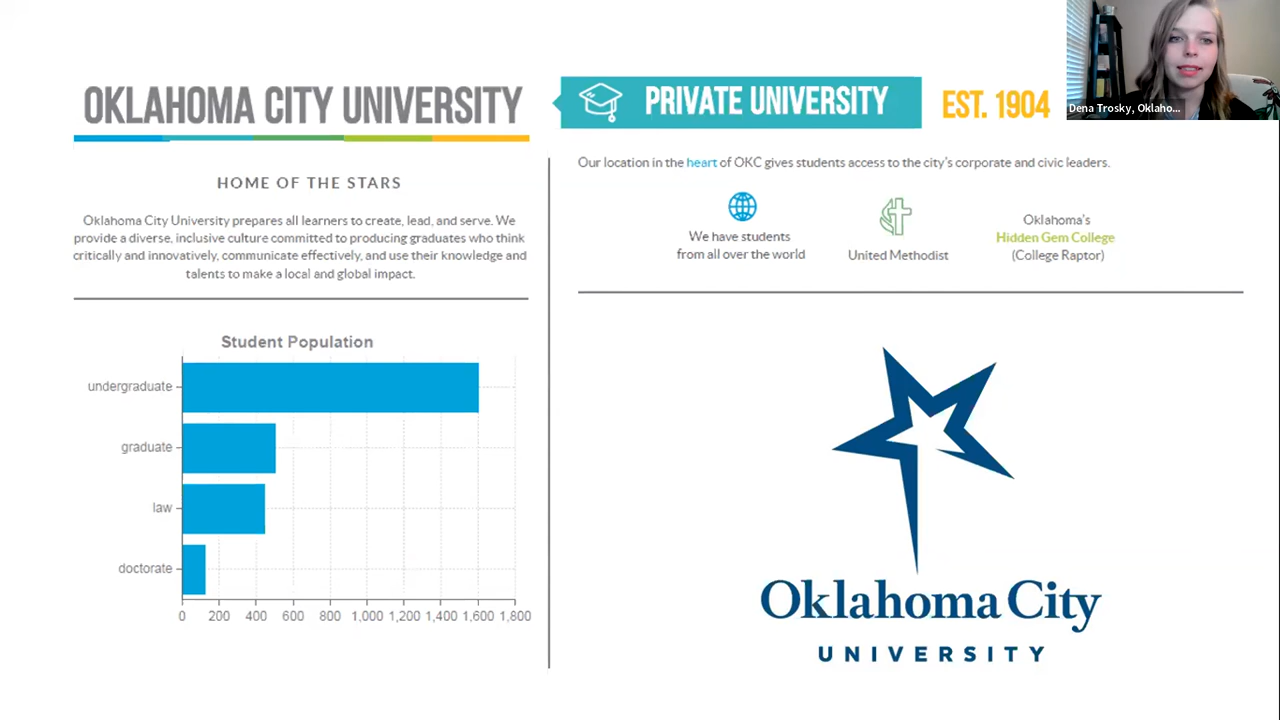 OKLAHOMA CITY UNIVERSITY
PRIVATE UNIVERSITY
EST. 1904
Dena Trosky, Oklaho...
HOME OF THE STARS
Oklahoma City University prepares all learners to create, lead, and serve. We
provide a diverse, inclusive culture committed to producing graduates who think
critically and innovatively, communicate effectively, and use their knowledge and
talents to make a local and global impact.
Our location in the heart of OKC gives students access to the city's corporate and civic leaders.
We have students
from all over the world
United Methodist
Oklahoma's
Hidden Gem College
(College Raptor)
Student Population
undergraduate
graduate
law
doctorate
0 200 400 600 800 1,000 1,200 1,400 1,600 1,800
Oklahoma City
UNIVERSITY